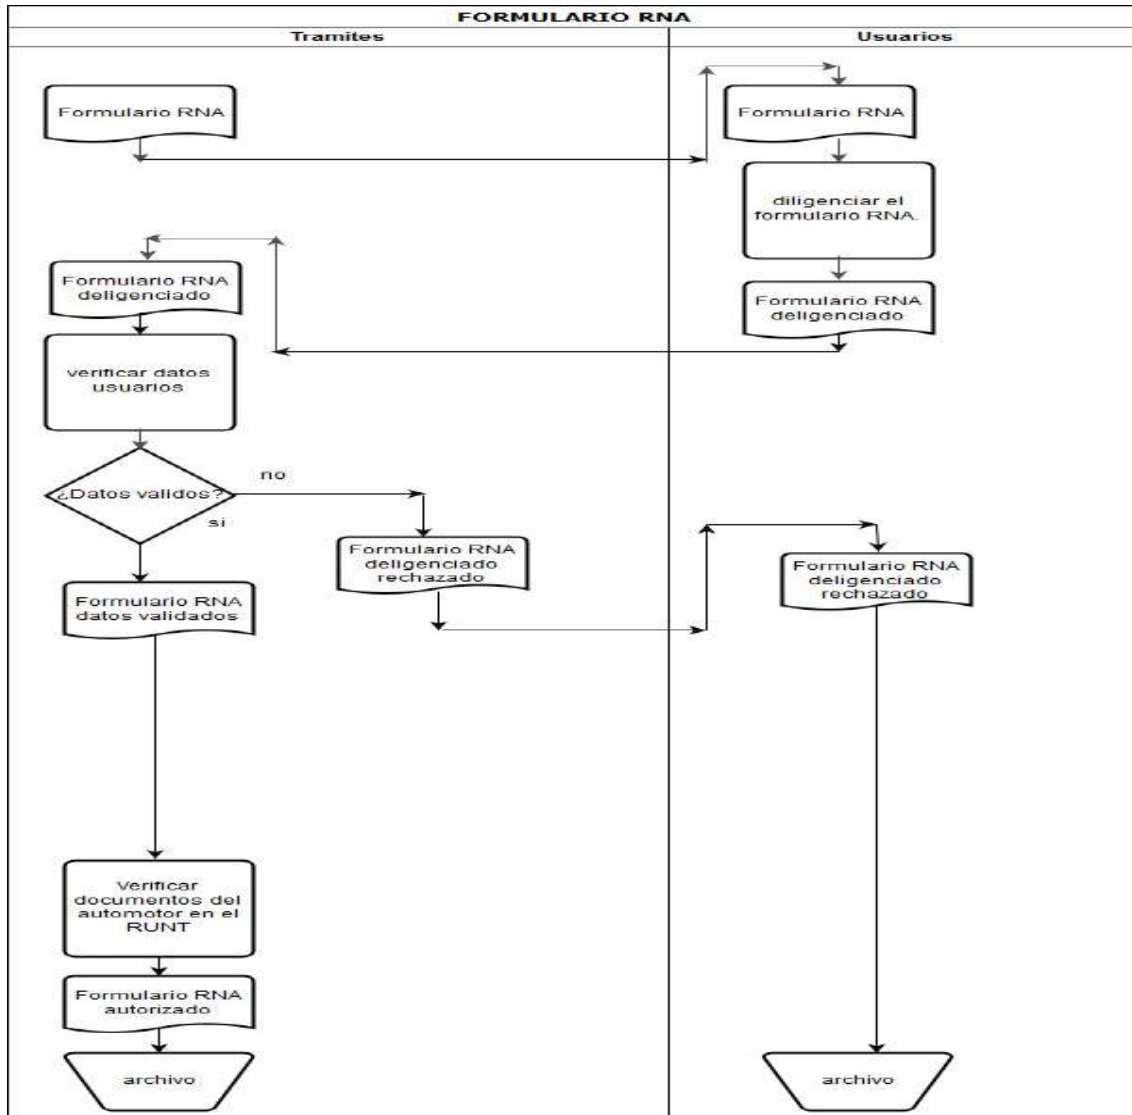 FORMULARIO RNA
Tramites
Usuarios
Formulario RNA
Formulario RNA
diligenciar el
formulario RNA.
Formulario RNA
deligenciado
Formulario RNA
deligenciado
verificar datos
usuarios
¿Datos validos?
no
si
Formulario RNA
deligenciado
rechazado
Formulario RNA
deligenciado
rechazado
Formulario RNA
datos validados
Verificar
documentos del
automotor en el
RUNT
Formulario RNA
autorizado
archivo
archivo